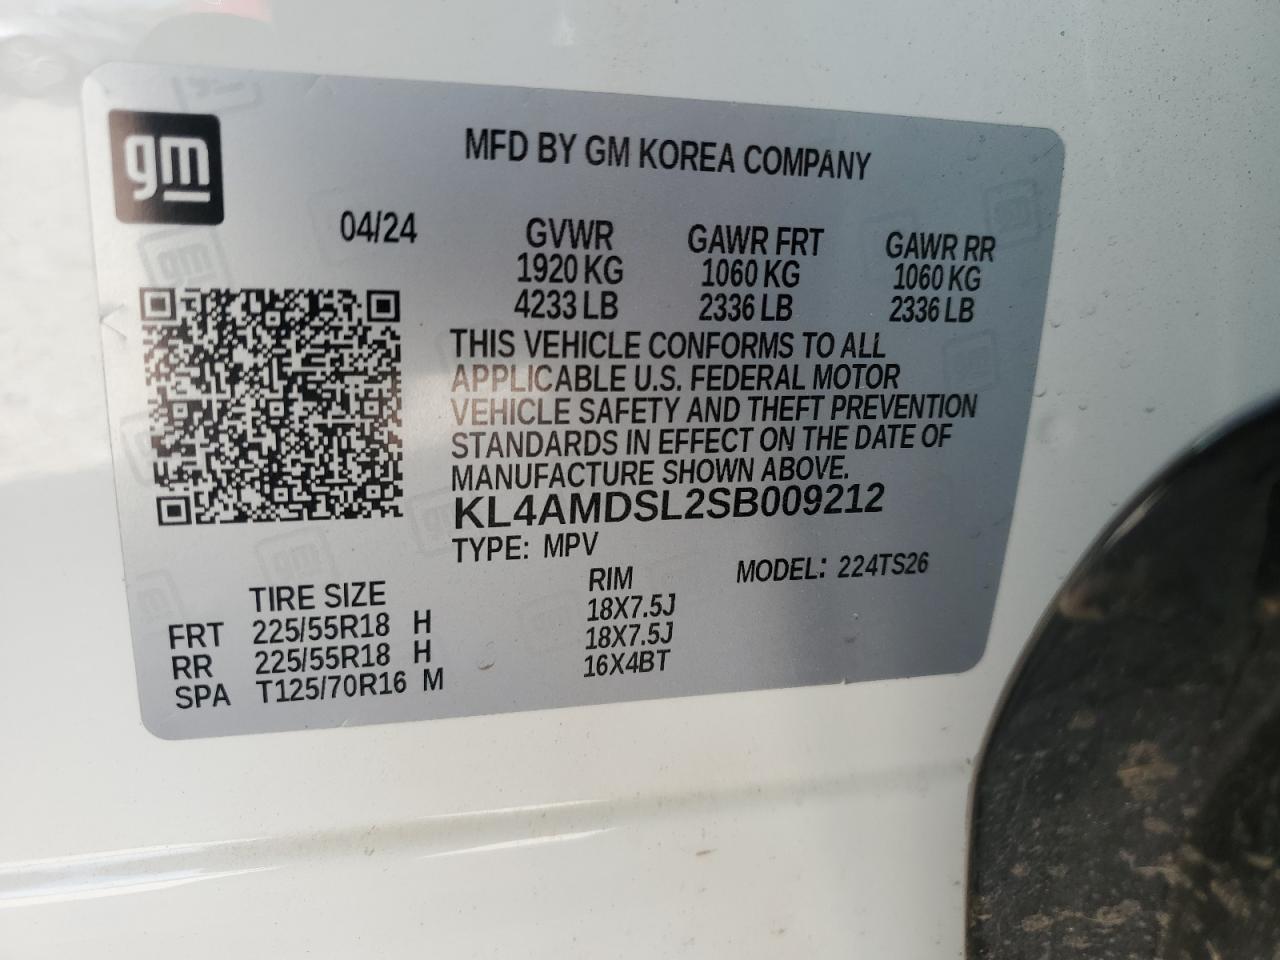 gm
MFD BY GM KOREA COMPANY
04/24
GVWR GAWR FRT GAWR RR
1920 KG 1060 KG 1060 KG
4233 LB 2336 LB 2336 LB
THIS VEHICLE CONFORMS TO ALL
APPLICABLE U.S. FEDERAL MOTOR
VEHICLE SAFETY AND THEFT PREVENTION
STANDARDS IN EFFECT ON THE DATE OF
MANUFACTURE SHOWN ABOVE.
KL4AMDSL2SB009212
TYPE: MPV
MODEL: 224TS26
TIRE SIZE RIM
FRT 225/55R18 H 18X7.5J
RR 225/55R18 H 18X7.5J
SPA T125/70R16 M 16X4BT